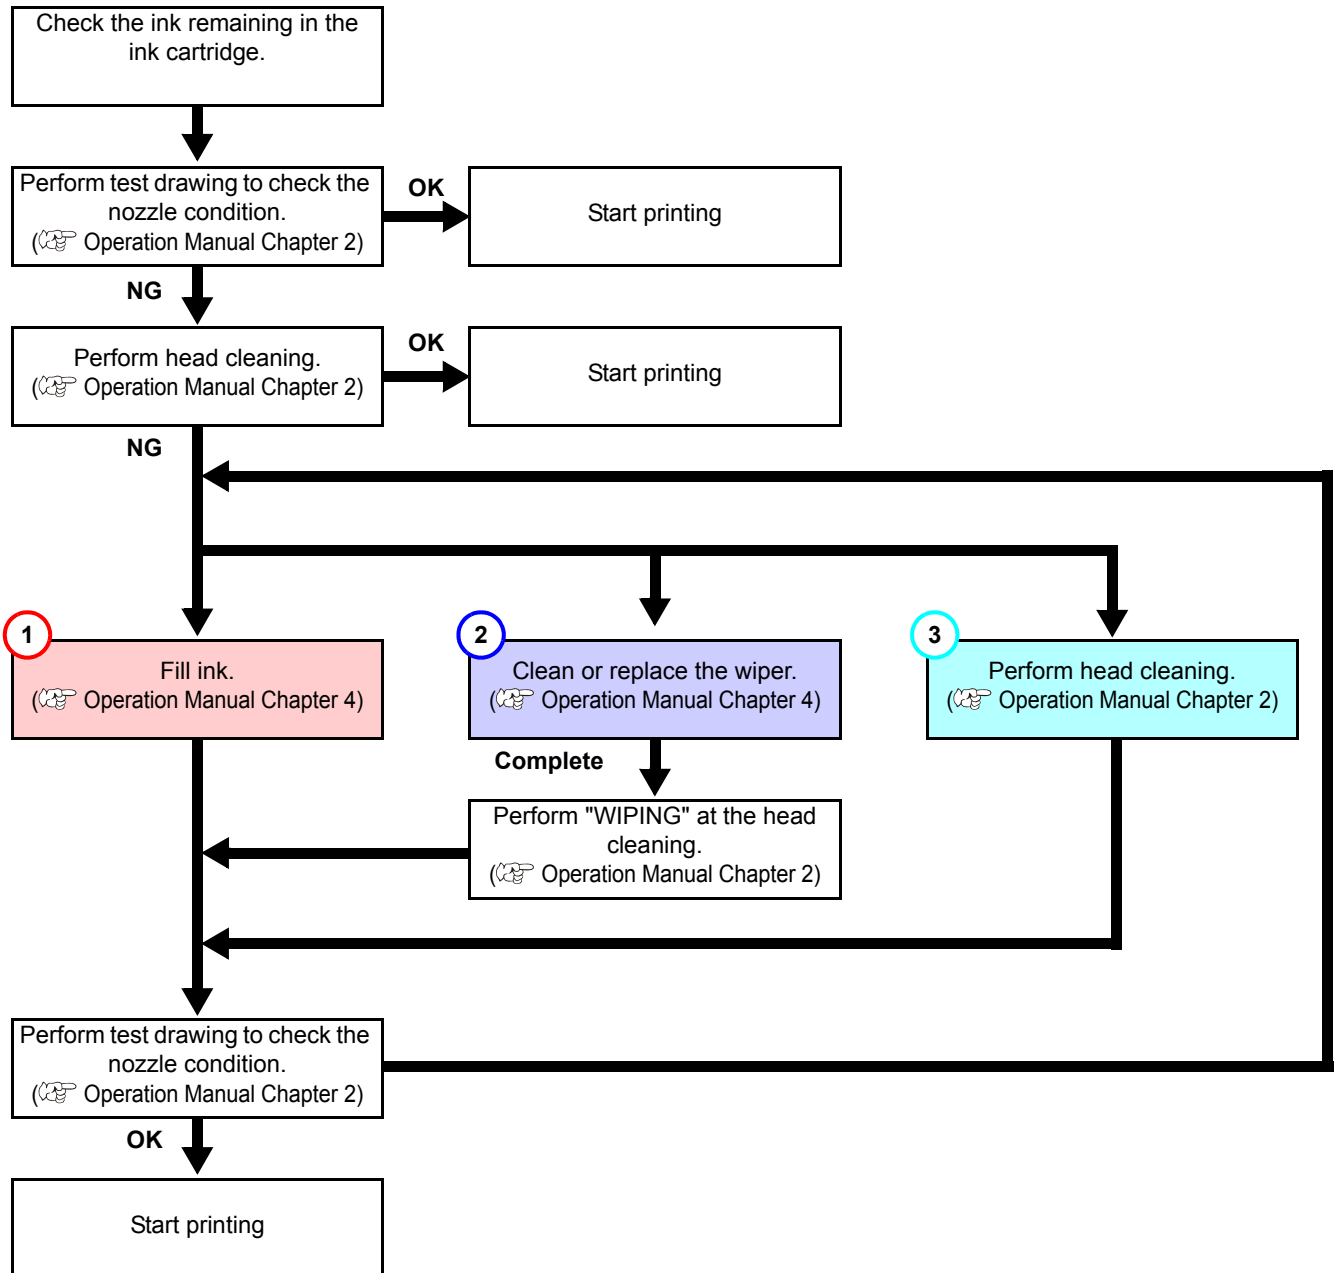 Check the ink remaining in the
ink cartridge.
Perform test drawing to check the
nozzle condition.
(☞ Operation Manual Chapter 2)
OK
Start printing
NG
Perform head cleaning.
(☞ Operation Manual Chapter 2)
OK
Start printing
NG
1
Fill ink.
(☞ Operation Manual Chapter 4)
2
Clean or replace the wiper.
(☞ Operation Manual Chapter 4)
3
Perform head cleaning.
(☞ Operation Manual Chapter 2)
Complete
Perform "WIPING" at the head
cleaning.
(☞ Operation Manual Chapter 2)
Perform test drawing to check the
nozzle condition.
(☞ Operation Manual Chapter 2)
OK
Start printing